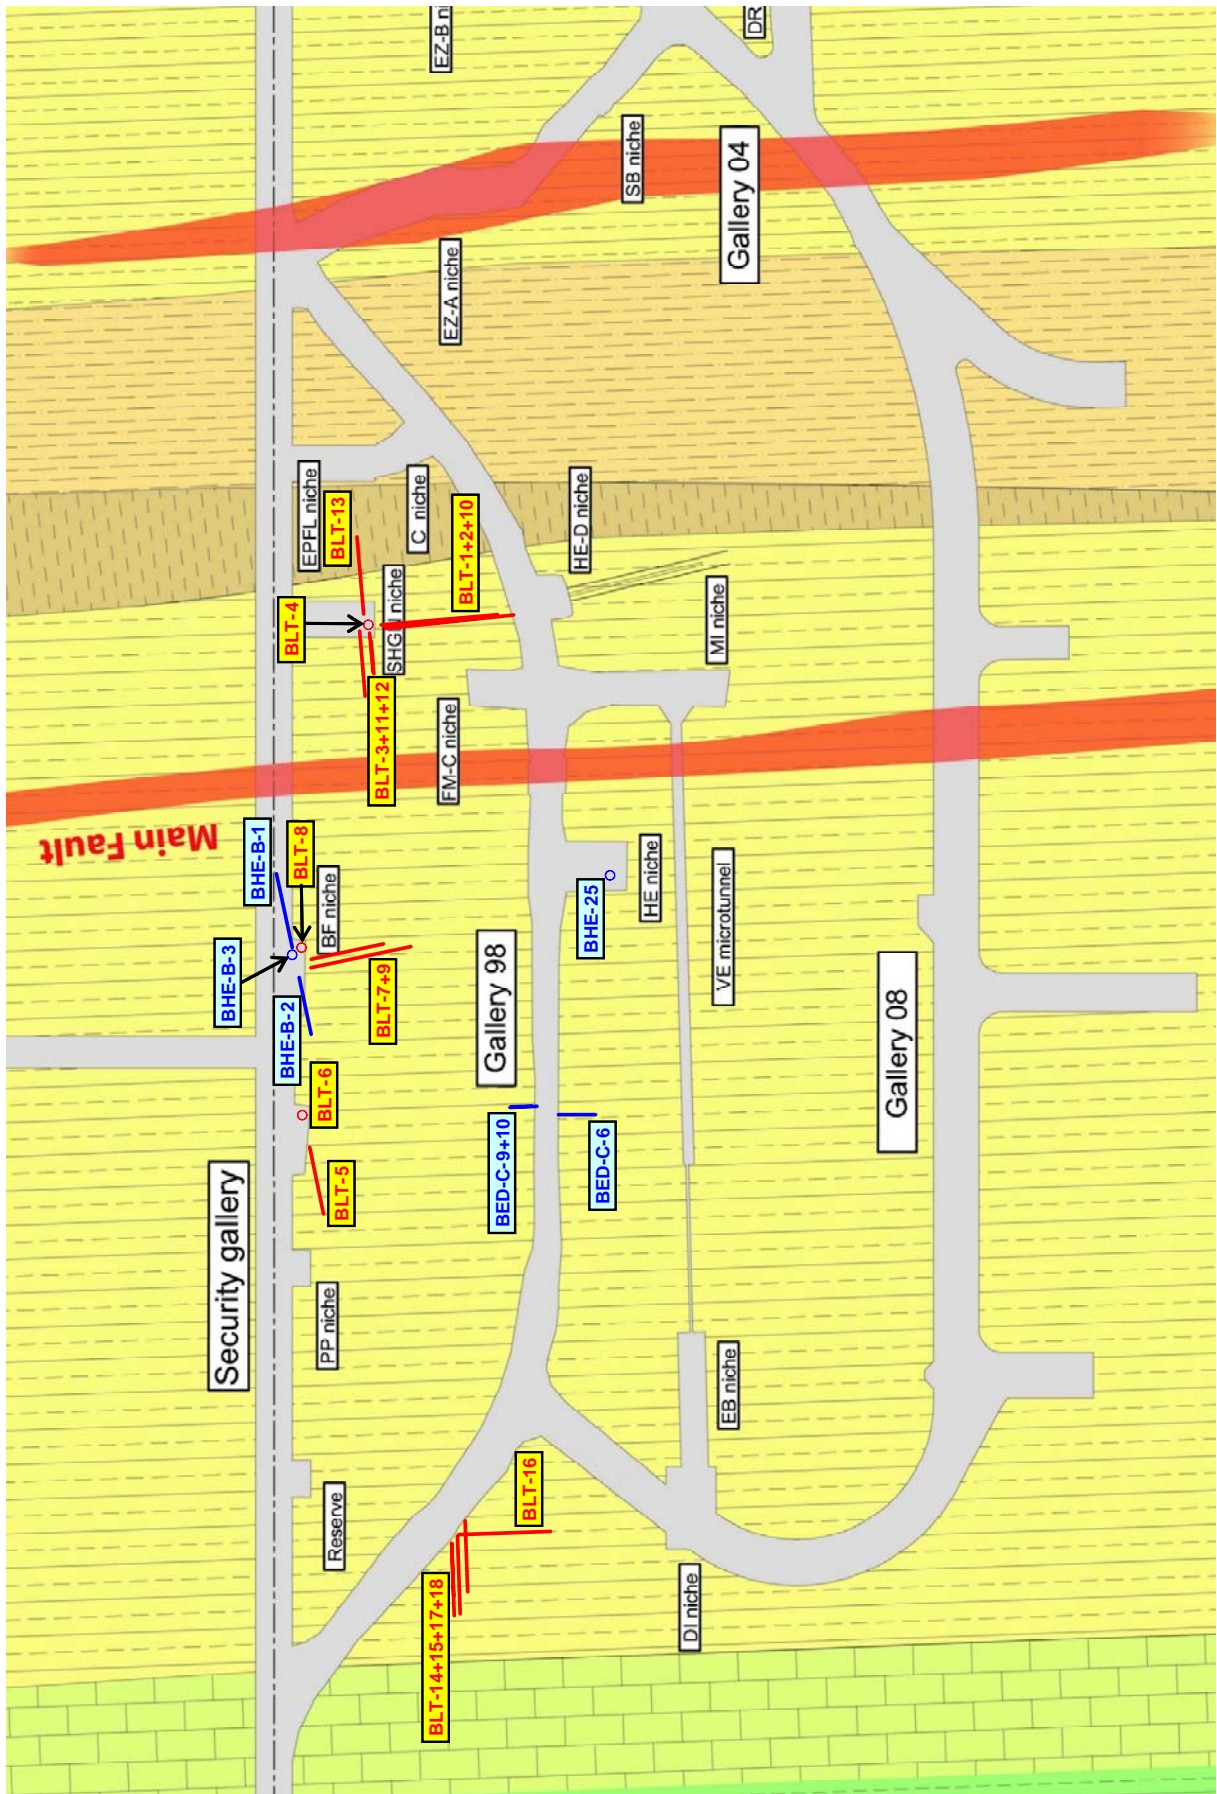 EZ-B ni
DR
SB niche
Gallery 04
EZ-A niche
EPFL niche
BLT-13
C niche
BLT-1+2+10
HE-D niche
BLT-4
niche
MI niche
BLT-3+11+12
FM-C niche
Main Fault
BHE-B-1
BLT-8
BF niche
BHE-B-3
BHE-B-2
BLT-7+9
Gallery 98
BHE-25
HE niche
VE microtunnel
Gallery 08
BLT-6
BED-C-9+10
BED-C-6
Security gallery
BLT-5
PP niche
EB niche
Reserve
BLT-16
BLT-14+15+17+18
DI niche